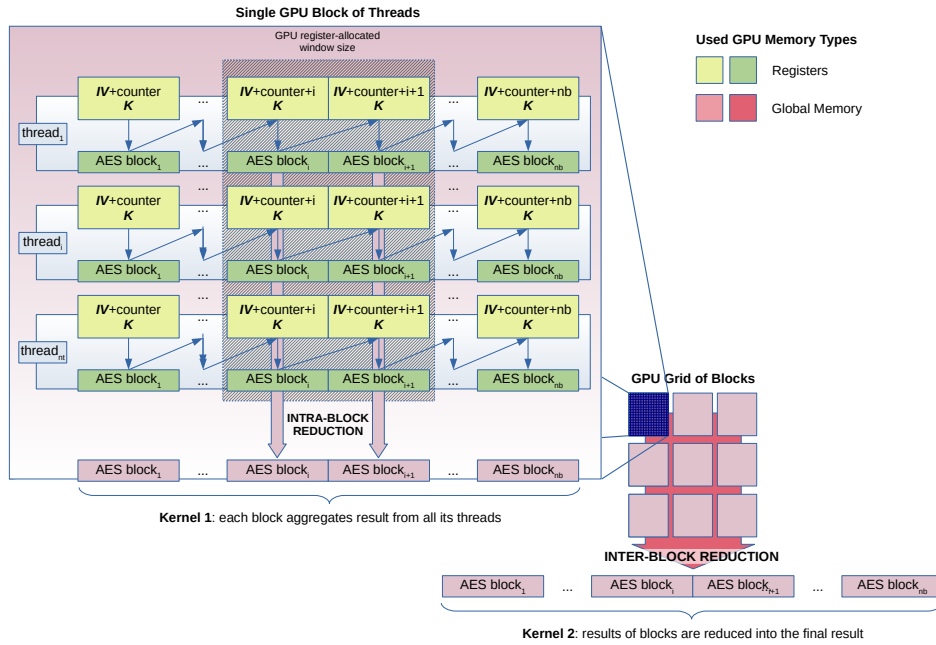 Single GPU Block of Threads
GPU register-allocated
window size
Used GPU Memory Types
Registers
Global Memory
IV+counter ... IV+counter+i IV+counter+i+1 ... IV+counter+nb
K K K K
thread1
AES block1 ... AES blocki AES blocki+1 ... AES blocknb
... ...
IV+counter IV+counter+i IV+counter+i+1 IV+counter+nb
K K K K
threadi
AES block1 ... AES blocki AES blocki+1 ... AES blocknb
... ...
IV+counter IV+counter+i IV+counter+i+1 IV+counter+nb
K K K K
threadnt
AES block1 ... AES blocki AES blocki+1 ... AES blocknb
INTRA-BLOCK
REDUCTION
AES block1 ... AES blocki AES blocki+1 ... AES blocknb
Kernel 1: each block aggregates result from all its threads
GPU Grid of Blocks
INTER-BLOCK REDUCTION
AES block1 ... AES blocki AES blocki+1 ... AES blocknb
Kernel 2: results of blocks are reduced into the final result